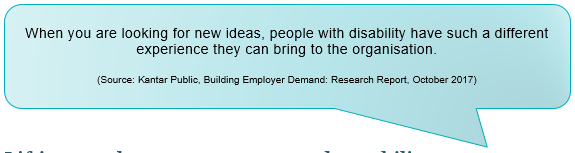 When you are looking for new ideas, people with disability have such a different
experience they can bring to the organisation.
(Source: Kantar Public, Building Employer Demand: Research Report, October 2017)